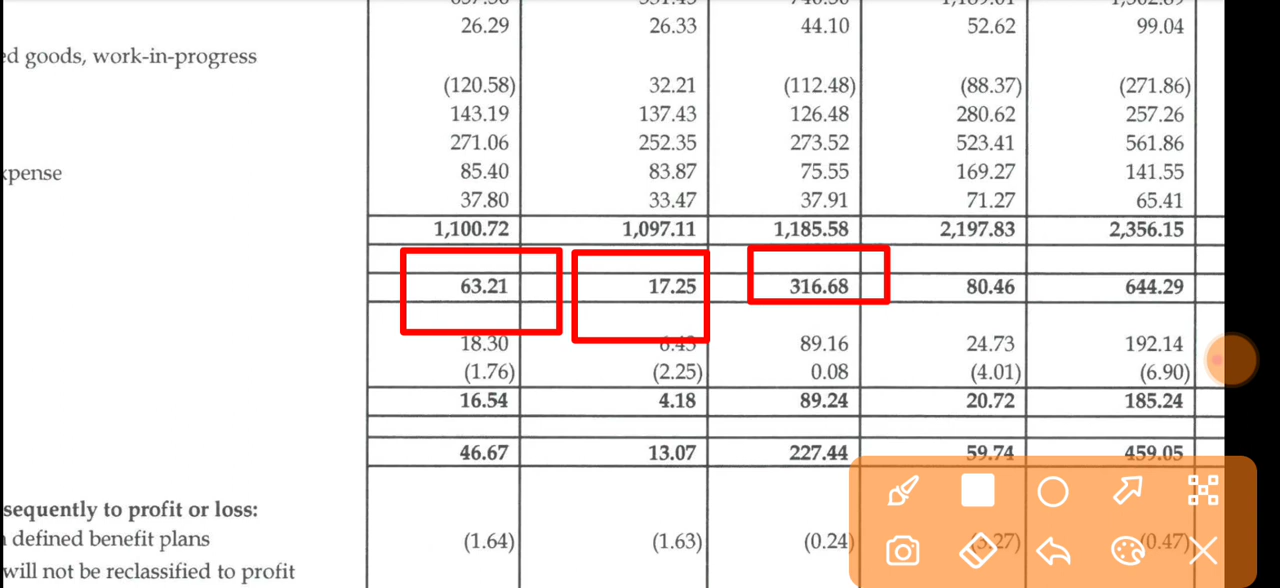 26.29 26.33 44.10 52.62 99.04
ed goods, work-in-progress
(120.58) 32.21 (112.48) (88.37) (271.86)
143.19 137.43 126.48 280.62 257.26
271.06 252.35 273.52 523.41 561.86
xpense 85.40 83.87 75.55 169.27 141.55
37.80 33.47 37.91 71.27 65.41
1,100.72 1,097.11 1,185.58 2,197.83 2,356.15
63.21 17.25 316.68 80.46 644.29
18.30 6.43 89.16 24.73 192.14
(1.76) (2.25) 0.08 (4.01) (6.90)
16.54 4.18 89.24 20.72 185.24
46.67 13.07 227.44 59.74 459.05
sequently to profit or loss:
defined benefit plans (1.64) (1.63) (0.24) (0.47)
will not be reclassified to profit